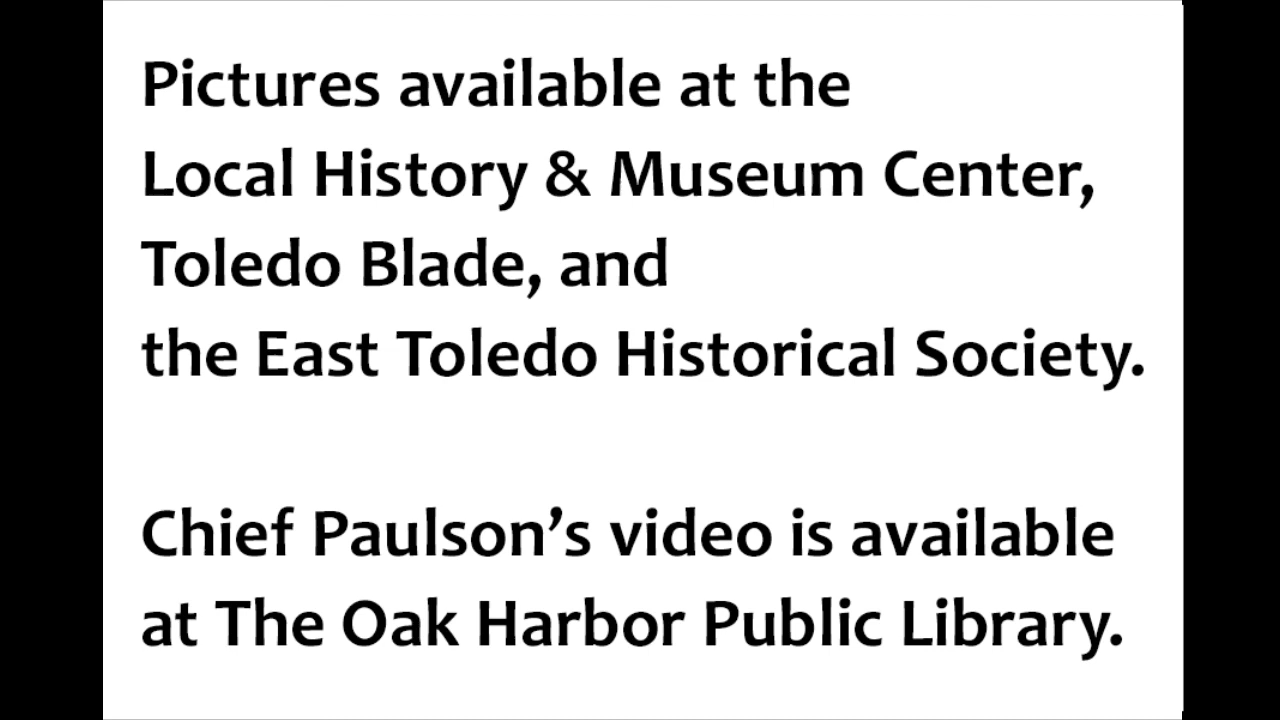 Pictures available at the
Local History & Museum Center,
Toledo Blade, and
the East Toledo Historical Society.
Chief Paulson’s video is available
at The Oak Harbor Public Library.